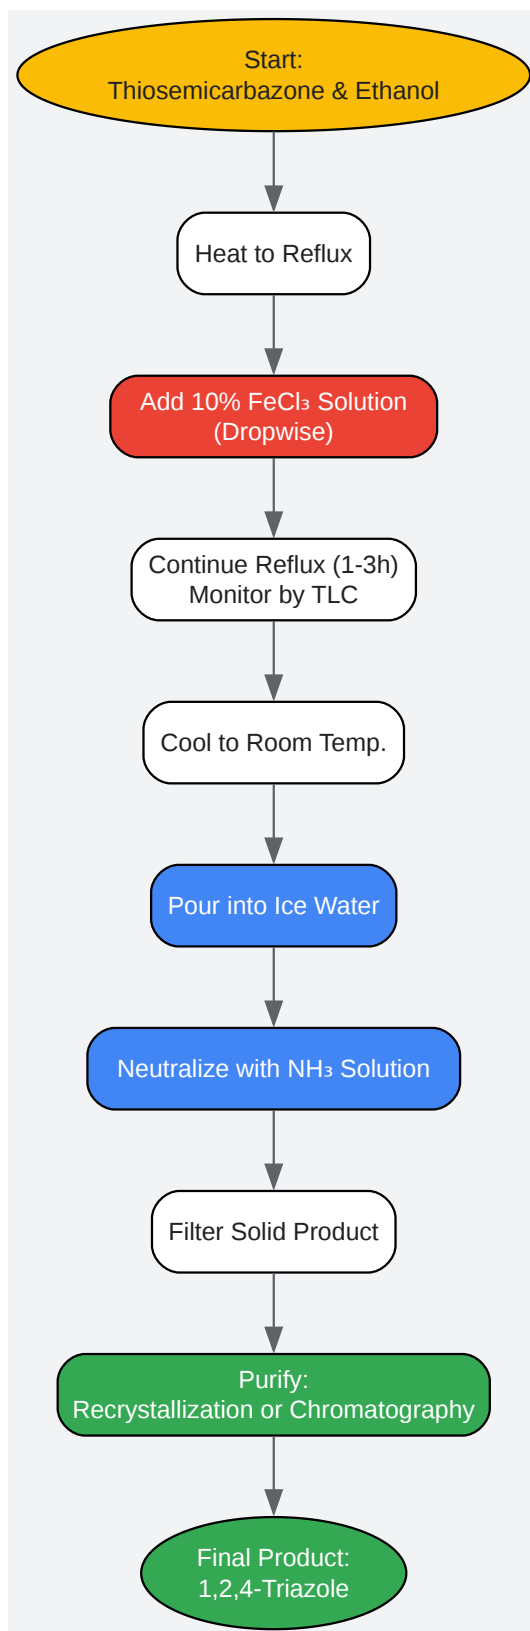 Start:
Thiosemicarbazone & Ethanol
Heat to Reflux
Add 10% FeCl₃ Solution
(Dropwise)
Continue Reflux (1-3h)
Monitor by TLC
Cool to Room Temp.
Pour into Ice Water
Neutralize with NH₃ Solution
Filter Solid Product
Purify:
Recrystallization or Chromatography
Final Product:
1,2,4-Triazole